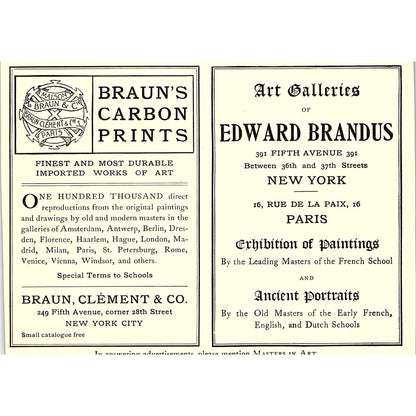 MAISON
BRAUN & Cie
BRAUN CLÉMENT & Cie
PARIS
BRAUN'S
CARBON
PRINTS
FINEST AND MOST DURABLE
IMPORTED WORKS OF ART
ONE HUNDRED THOUSAND direct
reproductions from the original paintings
and drawings by old and modern masters in the
galleries of Amsterdam, Antwerp, Berlin, Dres-
den, Florence, Haarlem, Hague, London, Ma-
drid, Milan, Paris, St. Petersburg, Rome,
Venice, Vienna, Windsor, and others.
Special Terms to Schools
BRAUN, CLÉMENT & CO.
249 Fifth Avenue, corner 28th Street
NEW YORK CITY
Small catalogue free
Art Galleries
OF
EDWARD BRANDUS
391 FIFTH AVENUE 391
Between 36th and 37th Streets
NEW YORK
16, RUE DE LA PAIX, 16
PARIS
Exhibition of Paintings
By the Leading Masters of the French School
AND
Ancient Portraits
By the Old Masters of the Early French,
English, and Dutch Schools
In answering advertisements, please mention MASTERS IN ART